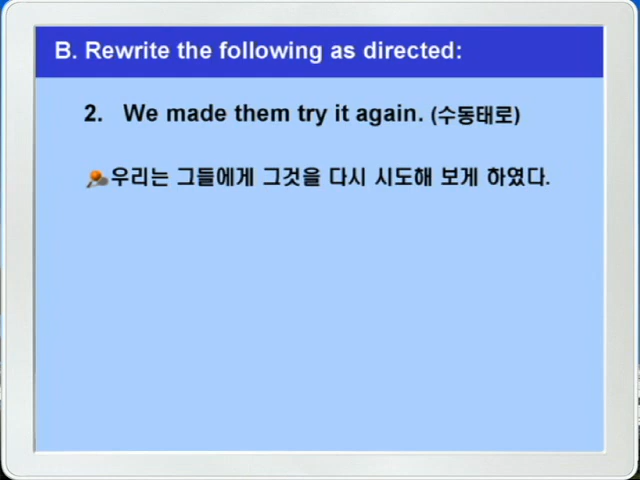 B. Rewrite the following as directed:
2. We made them try it again. (수동태로)
우리는 그들에게 그것을 다시 시도해 보게 하였다.